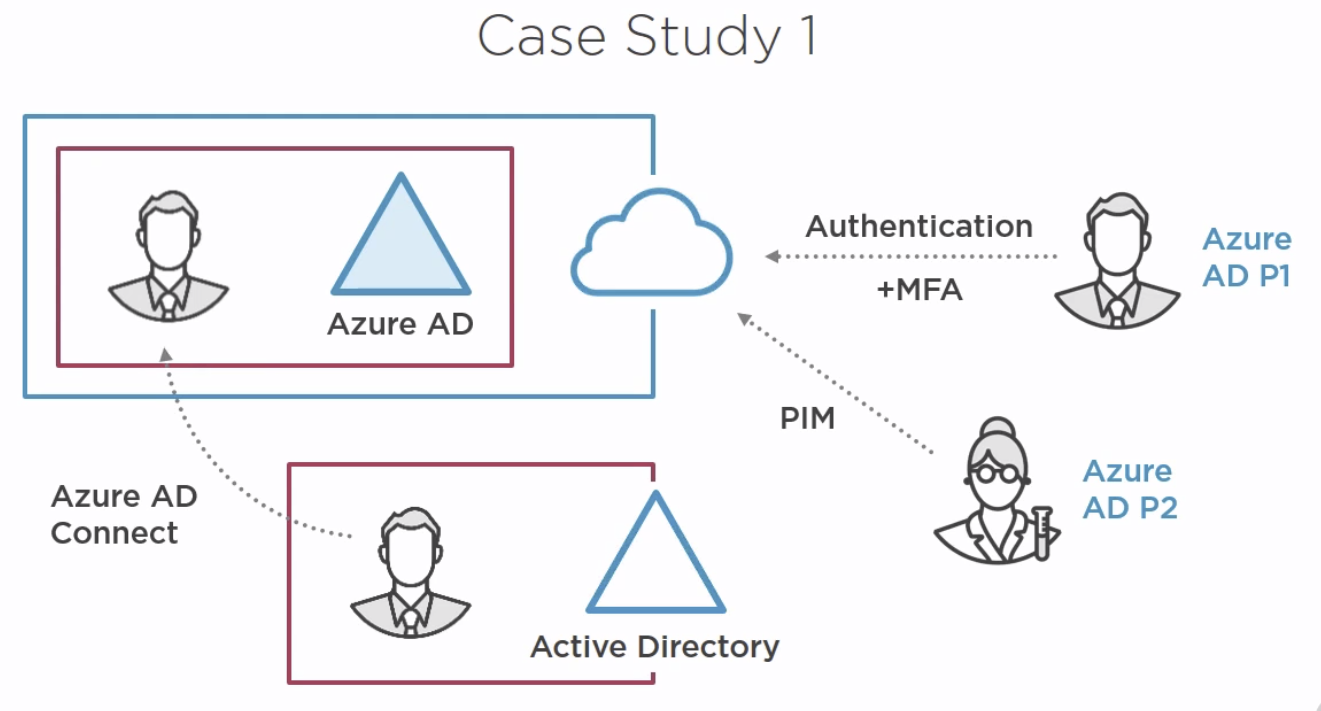 Case Study 1
Authentication
+MFA
Azure
AD P1
Azure AD
PIM
Azure
AD P2
Azure AD
Connect
Active Directory